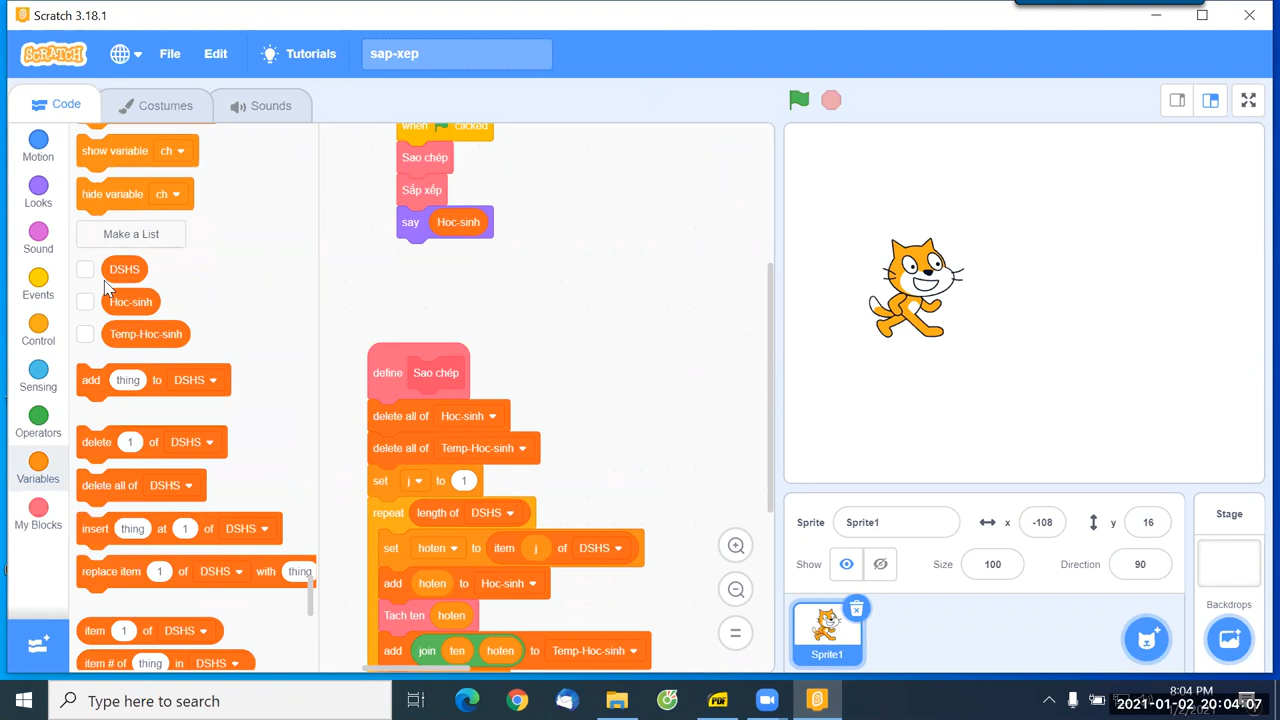 Scratch 3.18.1
SCRATCH
File
Edit
Tutorials
sap-xep
Code
Costumes
Sounds
Motion
Looks
Sound
Events
Control
Sensing
Operators
Variables
My Blocks
show variable ch
hide variable ch
Make a List
DSHS
Hoc-sinh
Temp-Hoc-sinh
add thing to DSHS
delete 1 of DSHS
delete all of DSHS
insert thing at 1 of DSHS
replace item 1 of DSHS with thing
item 1 of DSHS
item # of thing in DSHS
when clicked
Sao chép
Sắp xếp
say Hoc-sinh
define Sao chép
delete all of Hoc-sinh
delete all of Temp-Hoc-sinh
set j to 1
repeat length of DSHS
set hoten to item j of DSHS
add hoten to Hoc-sinh
Tach ten hoten
add join ten hoten to Temp-Hoc-sinh
Sprite Sprite1 x -108 y 16
Show Size 100 Direction 90
Sprite1
Stage
Backdrops
1
Type here to search
PDF
8:04 PM
1/2/2021
2021-01-02 20:04:07